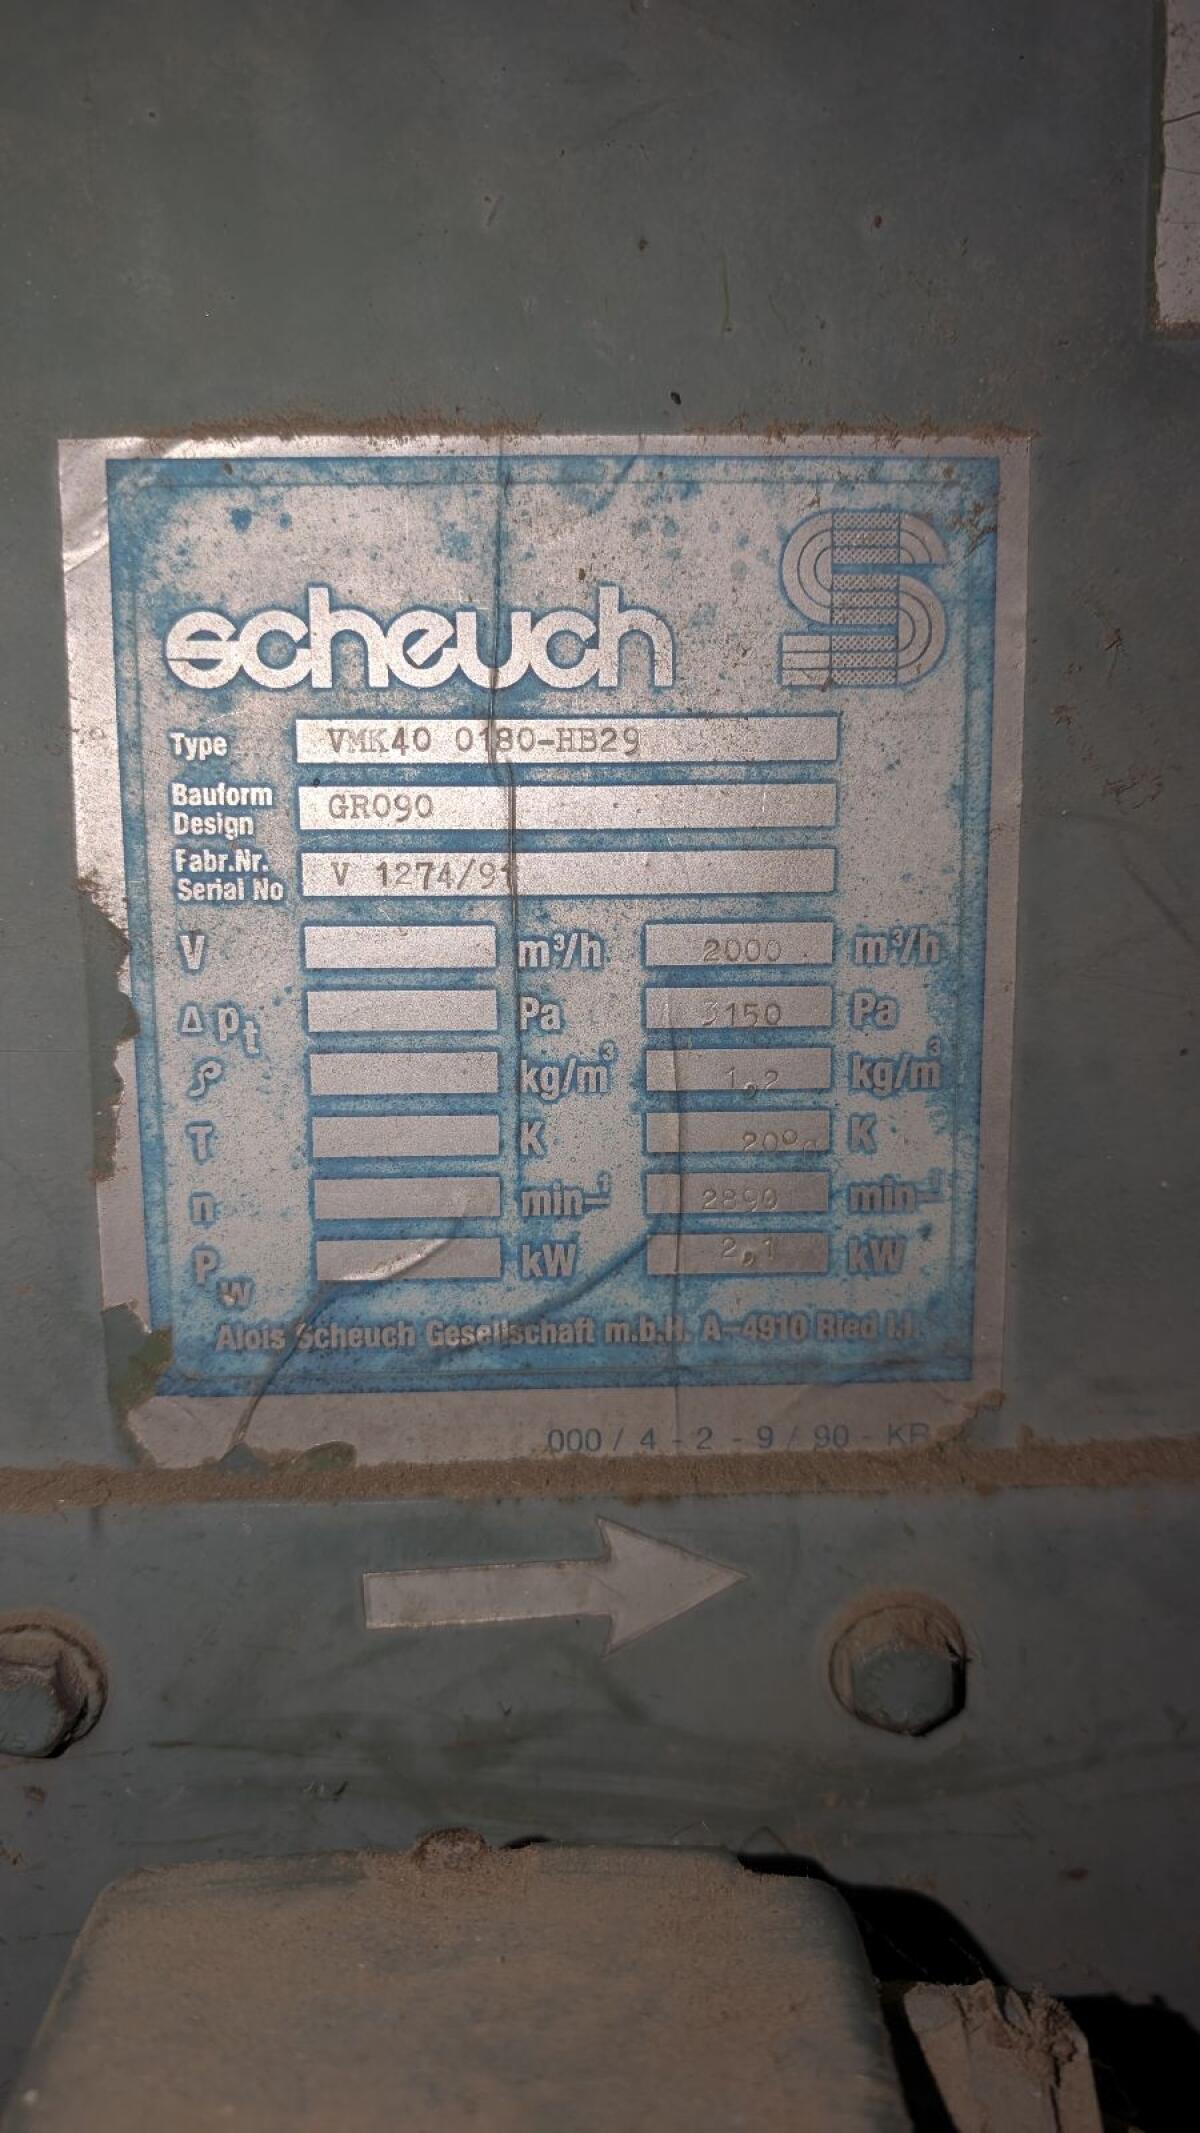 scheuch
Type VMK40 0180-HB29
Bauform GR090
Design
Fabr.Nr. V 1274/91
Serial No
V m³/h 2000 m³/h
Δ pt Pa 3150 Pa
ρ kg/m³ 1,2 kg/m³
T K 20° K
n min-1 2890 min-1
Pw kW 2,1 kW
Alois Scheuch Gesellschaft m.b.H. A-4910 Ried i.I.
000 / 4 - 2 - 9 / 90 - KR